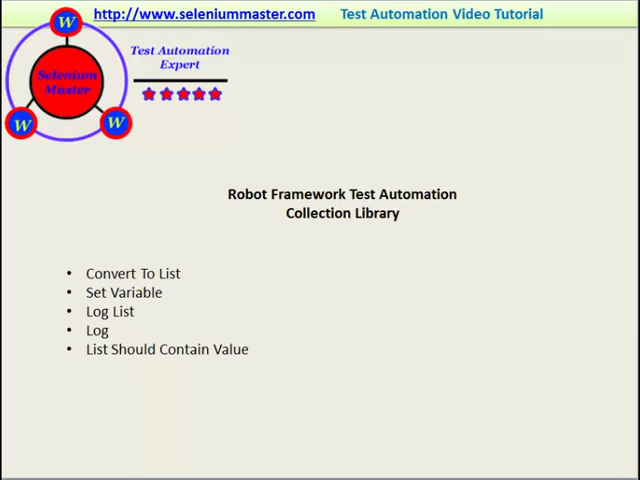 http://www.seleniummaster.com Test Automation Video Tutorial
W
Test Automation
Expert
Selenium
Master
W
W
Robot Framework Test Automation
Collection Library
• Convert To List
• Set Variable
• Log List
• Log
• List Should Contain Value